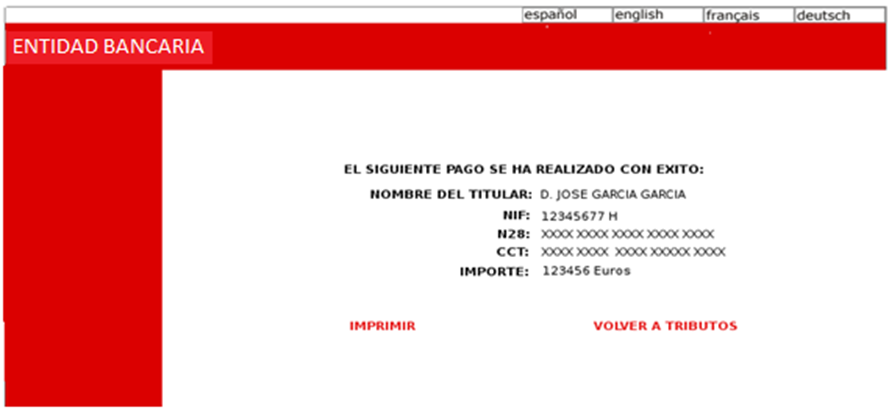 español english français deutsch
ENTIDAD BANCARIA
EL SIGUIENTE PAGO SE HA REALIZADO CON EXITO:
NOMBRE DEL TITULAR: D. JOSE GARCIA GARCIA
NIF: 12345677 H
N28: XXXX XXXX XXXX XXXX XXXX
CCT: XXXX XXXX XXXX XXXXX XXXX
IMPORTE: 123456 Euros
IMPRIMIR VOLVER A TRIBUTOS